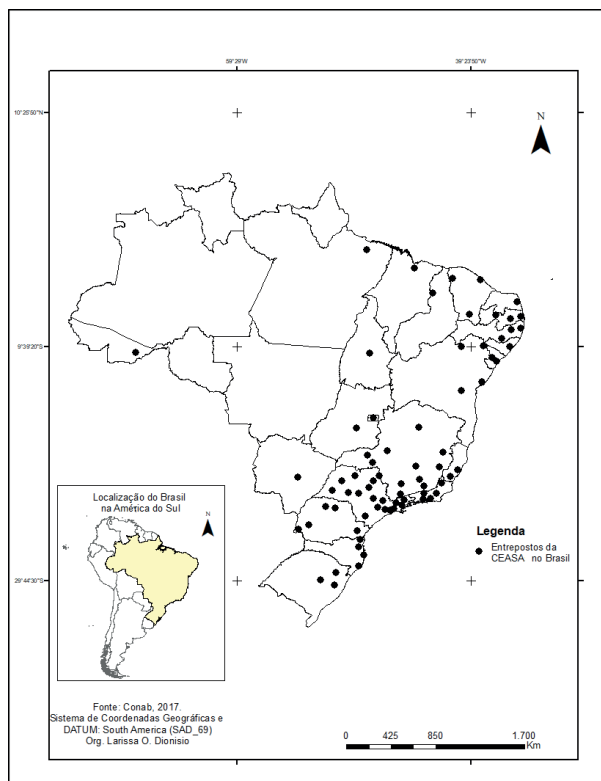 59°29'W
39°23'50"W
10°25'50"N
N
9°39'20"S
Localização do Brasil
na América do Sul
N
Legenda
Entrepostos da
CEASA no Brasil
29°44'30"S
Fonte: Conab, 2017.
Sistema de Coordenadas Geográficas e
DATUM: South America (SAD_69)
Org. Larissa O. Dionisio
0 425 850 1.700
Km